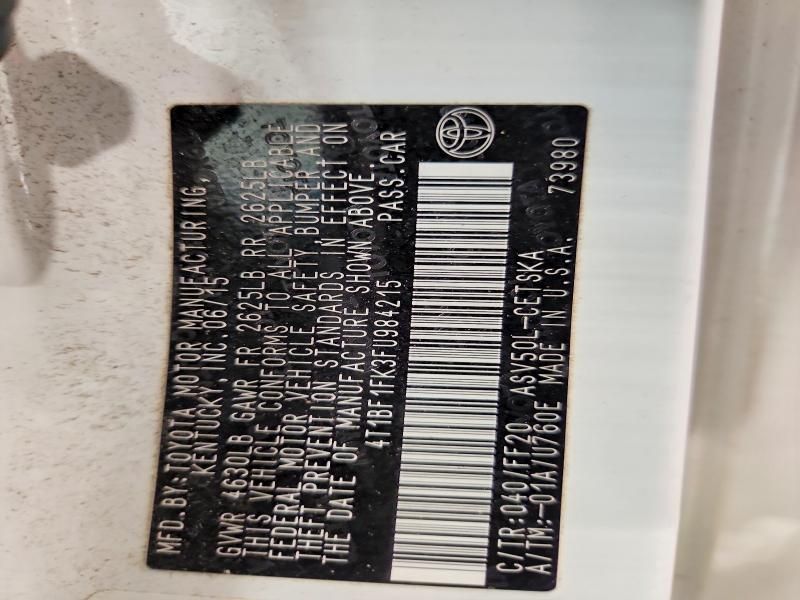 MFD. BY: TOYOTA MOTOR MANUFACTURING,
KENTUCKY, INC. 06/15
GVWR 4630LB GAWR FR 2625LB RR 2625LB
THIS VEHICLE CONFORMS TO ALL APPLICABLE
FEDERAL MOTOR VEHICLE SAFETY, BUMPER AND
THEFT PREVENTION STANDARDS IN EFFECT ON
THE DATE OF MANUFACTURE SHOWN ABOVE.
4T1BF1FK3FU984215 PASS.CAR
C/TR:040/FF20 ASV50L-CETSKA
A/TM:-01A/U760E MADE IN U.S.A. 73980